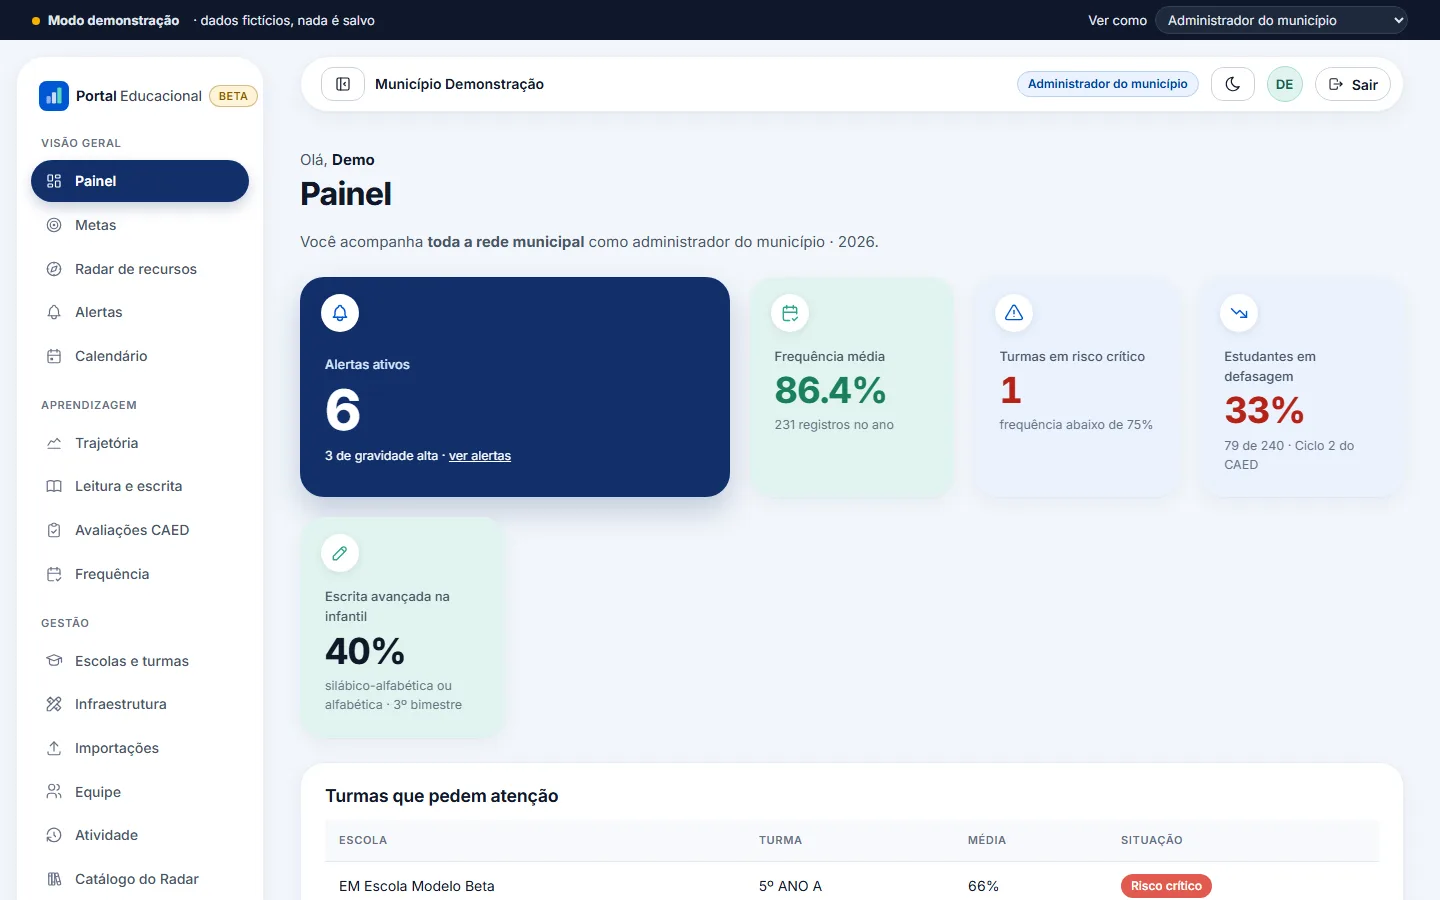 Modo demonstração · dados fictícios, nada é salvo
Ver como Administrador do município
Portal Educacional BETA
VISÃO GERAL
Painel
Metas
Radar de recursos
Alertas
Calendário
APRENDIZAGEM
Trajetória
Leitura e escrita
Avaliações CAED
Frequência
GESTÃO
Escolas e turmas
Infraestrutura
Importações
Equipe
Atividade
Catálogo do Radar
Município Demonstração
Administrador do município
DE
Sair
Olá, Demo
Painel
Você acompanha toda a rede municipal como administrador do município · 2026.
Alertas ativos
6
3 de gravidade alta · ver alertas
Frequência média
86.4%
231 registros no ano
Turmas em risco crítico
1
frequência abaixo de 75%
Estudantes em
defasagem
33%
79 de 240 · Ciclo 2 do
CAED
Escrita avançada na
infantil
40%
silábico-alfabética ou
alfabética · 3º bimestre
Turmas que pedem atenção
ESCOLA TURMA MÉDIA SITUAÇÃO
EM Escola Modelo Beta 5º ANO A 66% Risco crítico